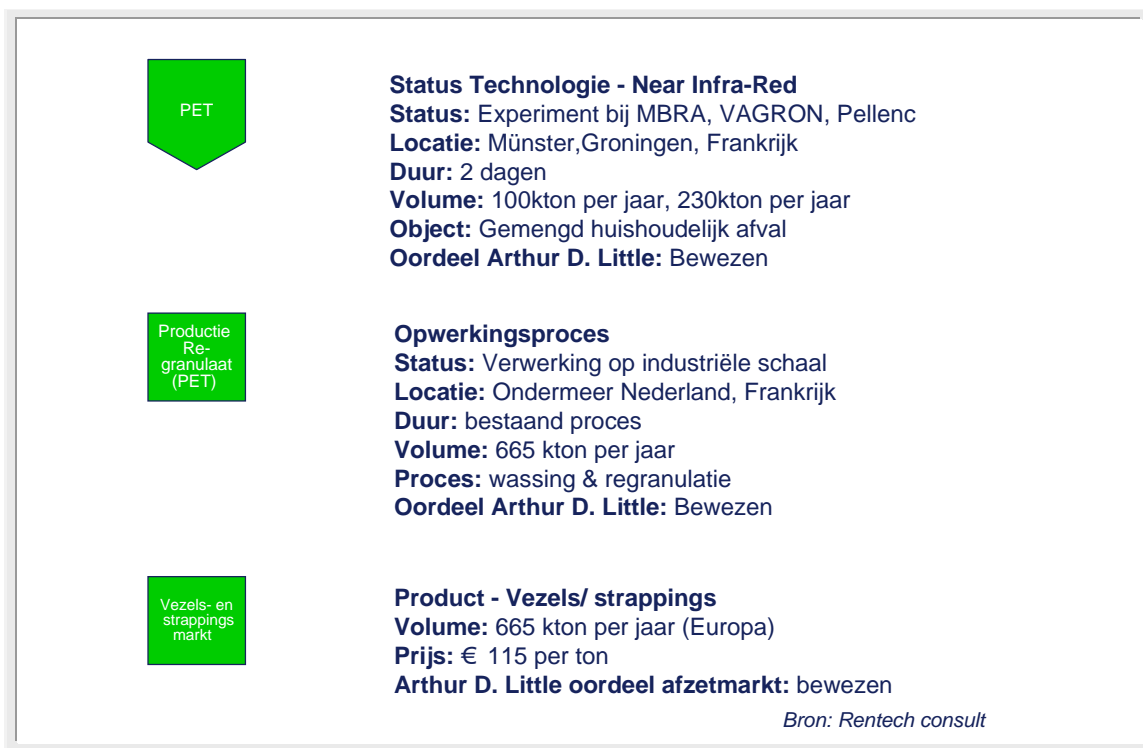 PET
Status Technologie - Near Infra-Red
Status: Experiment bij MBRA, VAGRON, Pellenc
Locatie: Münster,Groningen, Frankrijk
Duur: 2 dagen
Volume: 100kton per jaar, 230kton per jaar
Object: Gemengd huishoudelijk afval
Oordeel Arthur D. Little: Bewezen
Productie
Re-
granulaat
(PET)
Opwerkingsproces
Status: Verwerking op industriële schaal
Locatie: Ondermeer Nederland, Frankrijk
Duur: bestaand proces
Volume: 665 kton per jaar
Proces: wassing & regranulatie
Oordeel Arthur D. Little: Bewezen
Vezels- en
strappings
markt
Product - Vezels/ strappings
Volume: 665 kton per jaar (Europa)
Prijs: € 115 per ton
Arthur D. Little oordeel afzetmarkt: bewezen
Bron: Rentech consult